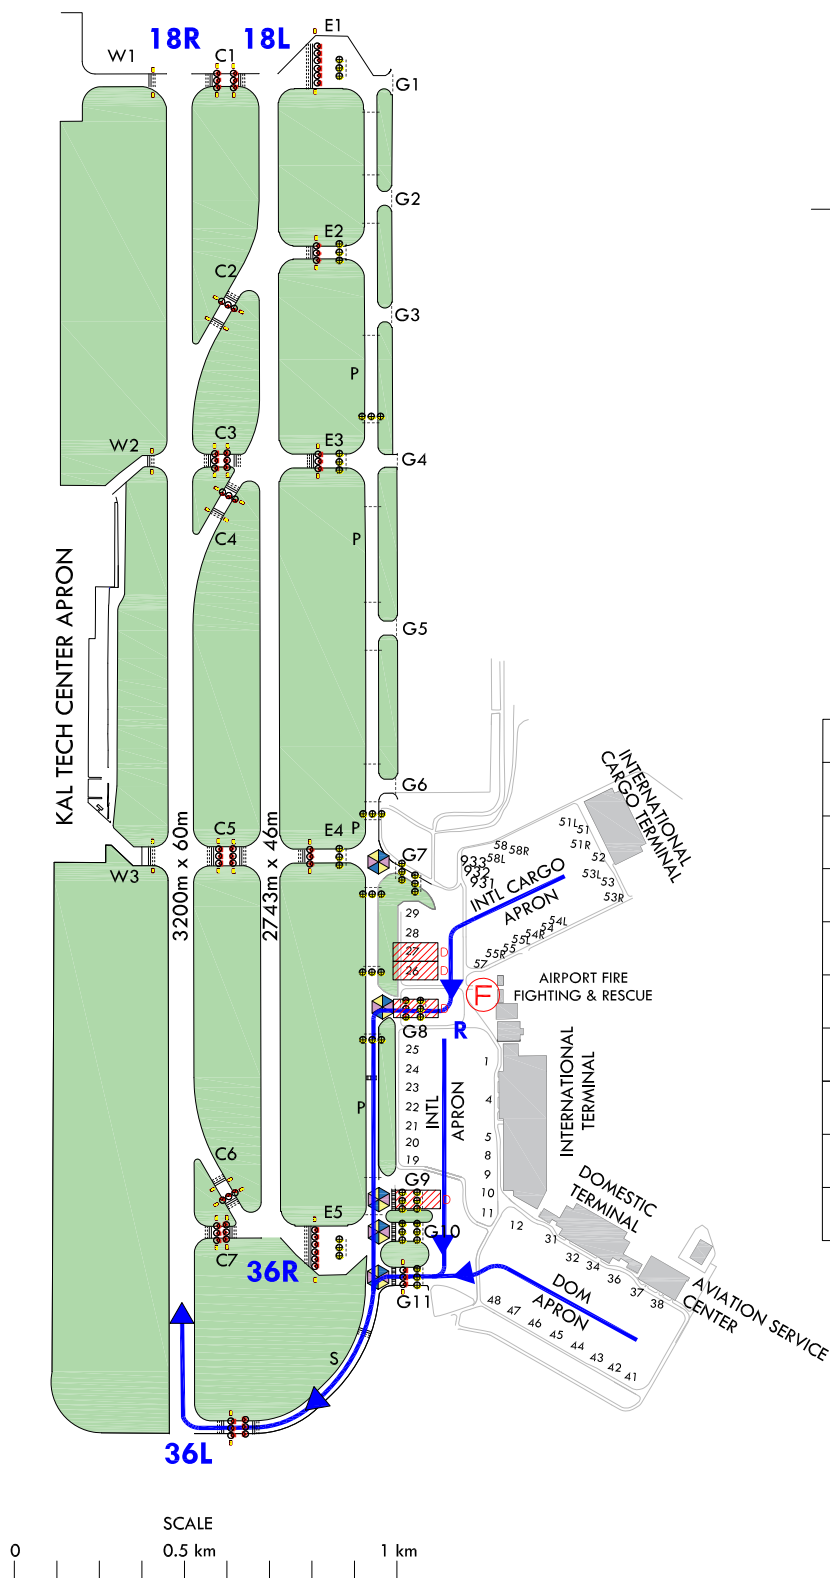 E1
18R 18L
W1
C1
G1
G2
E2
C2
G3
P
C3
E3
W2
G4
C4
P
G5
KAL TECH CENTER APRON
G6
INTERNATIONAL
CARGO TERMINAL
3200m x 60m
2743m x 46m
C5
E4
P
G7
W3
51L
51
58
58R
51R
933
58L
52
932
931
53L
53
53R
INTL CARGO
APRON
29
28
27
26
54L
54
54R
55L
55
55R
57
F
AIRPORT FIRE
FIGHTING & RESCUE
G8
R
25
24
23
22
21
20
19
P
INTL
APRON
1
4
5
8
9
10
11
INTERNATIONAL
TERMINAL
C6
G9
E5
G10
C7
36R
G11
DOMESTIC
TERMINAL
12
31
32
34
36
37
38
DOM
APRON
48
47
46
45
44
43
42
41
AVIATION SERVICE
CENTER
S
36L
SCALE
0
0.5 km
1 km